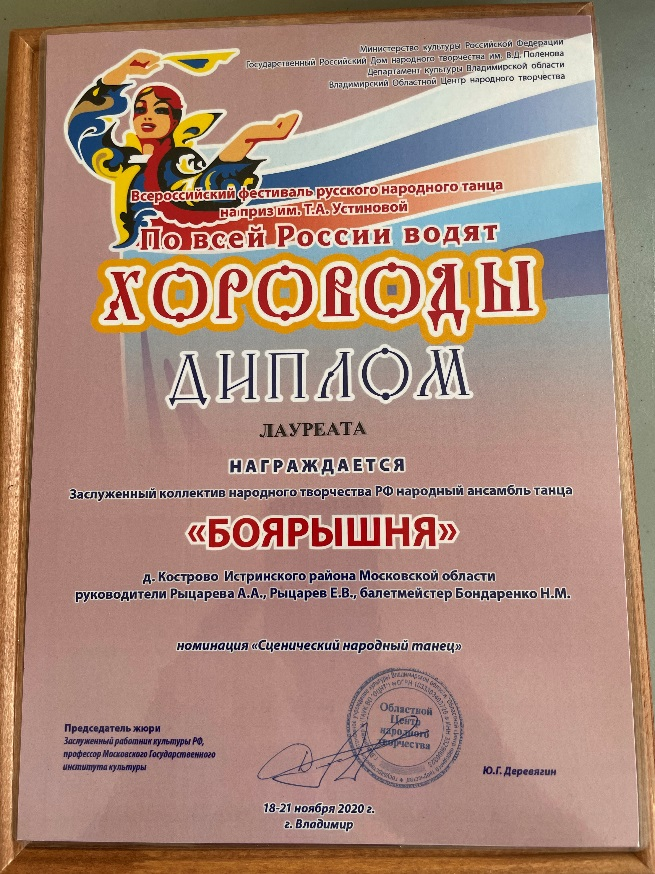 Министерство культуры Российской Федерации
Государственный Российский Дом народного творчества им. В.Д. Поленова
Департамент культуры Владимирской области
Владимирский Областной Центр народного творчества
Всероссийский фестиваль русского народного танца
на приз им. Т.А. Устиновой
По всей России водят
ХОРОВОДЫ
ДИПЛОМ
ЛАУРЕАТА
НАГРАЖДАЕТСЯ
Заслуженный коллектив народного творчества РФ народный ансамбль танца
«БОЯРЫШНЯ»
д. Кострово Истринского района Московской области
руководители Рыцарева А.А., Рыцарев Е.В., балетмейстер Бондаренко Н.М.
номинация «Сценический народный танец»
Областной
Центр
народного
творчества
Председатель жюри
Заслуженный работник культуры РФ,
профессор Московского Государственного
института культуры
Ю.Г. Деревягин
18-21 ноября 2020 г.
г. Владимир